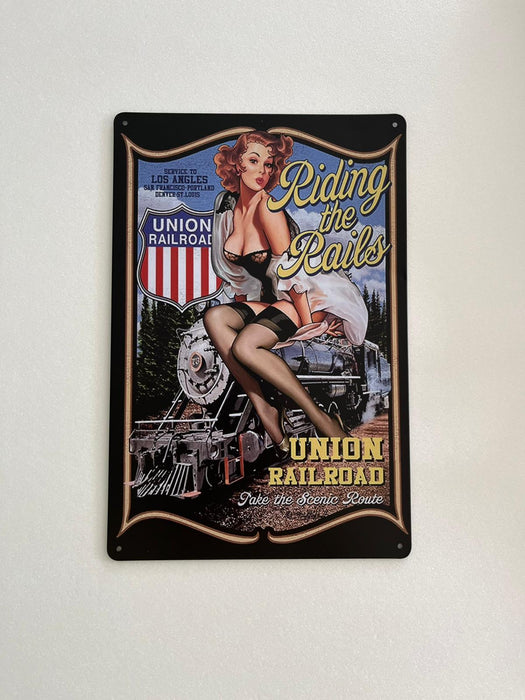 SERVICE TO
LOS ANGLES
SAN FRANCISCO-PORTLAND
DENVER-ST.LOUIS
UNION
RAILROAD
Riding
the
Rails
UNION
RAILROAD
Take the Scenic Route